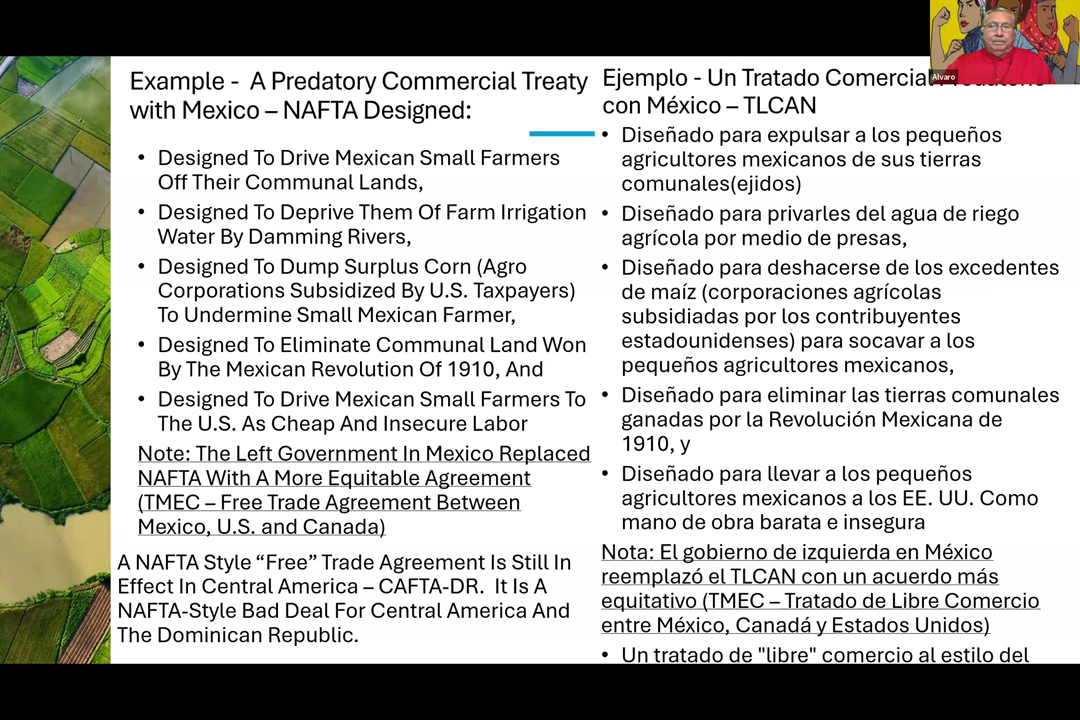 Example -  A Predatory Commercial Treaty
with Mexico – NAFTA Designed:
• Designed To Drive Mexican Small Farmers
Off Their Communal Lands,
• Designed To Deprive Them Of Farm Irrigation
Water By Damming Rivers,
• Designed To Dump Surplus Corn (Agro
Corporations Subsidized By U.S. Taxpayers)
To Undermine Small Mexican Farmer,
• Designed To Eliminate Communal Land Won
By The Mexican Revolution Of 1910, And
• Designed To Drive Mexican Small Farmers To
The U.S. As Cheap And Insecure Labor
Note: The Left Government In Mexico Replaced
NAFTA With A More Equitable Agreement
(TMEC – Free Trade Agreement Between
Mexico, U.S. and Canada)
A NAFTA Style “Free” Trade Agreement Is Still In
Effect In Central America – CAFTA-DR.  It Is A
NAFTA-Style Bad Deal For Central America And
The Dominican Republic.
Ejemplo - Un Tratado Comercial
con México – TLCAN
• Diseñado para expulsar a los pequeños
agricultores mexicanos de sus tierras
comunales(ejidos)
• Diseñado para privarles del agua de riego
agrícola por medio de presas,
• Diseñado para deshacerse de los excedentes
de maíz (corporaciones agrícolas
subsidiadas por los contribuyentes
estadounidenses) para socavar a los
pequeños agricultores mexicanos,
• Diseñado para eliminar las tierras comunales
ganadas por la Revolución Mexicana de
1910, y
• Diseñado para llevar a los pequeños
agricultores mexicanos a los EE. UU. Como
mano de obra barata e insegura
Nota: El gobierno de izquierda en México
reemplazó el TLCAN con un acuerdo más
equitativo (TMEC – Tratado de Libre Comercio
entre México, Canadá y Estados Unidos)
• Un tratado de "libre" comercio al estilo del
Alvaro